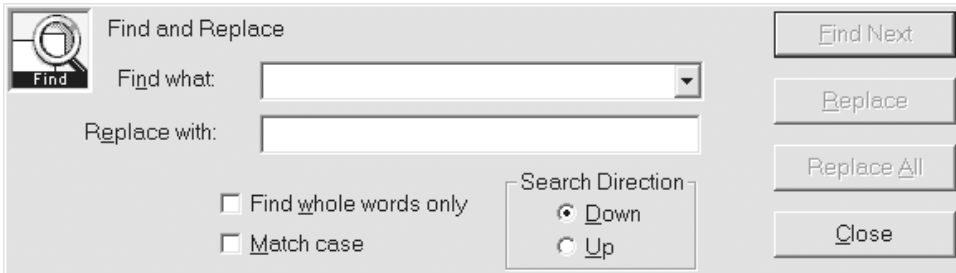 Find and Replace
Find
Find what:
Replace with:
Find whole words only
Match case
Search Direction
Down
Up
Find Next
Replace
Replace All
Close